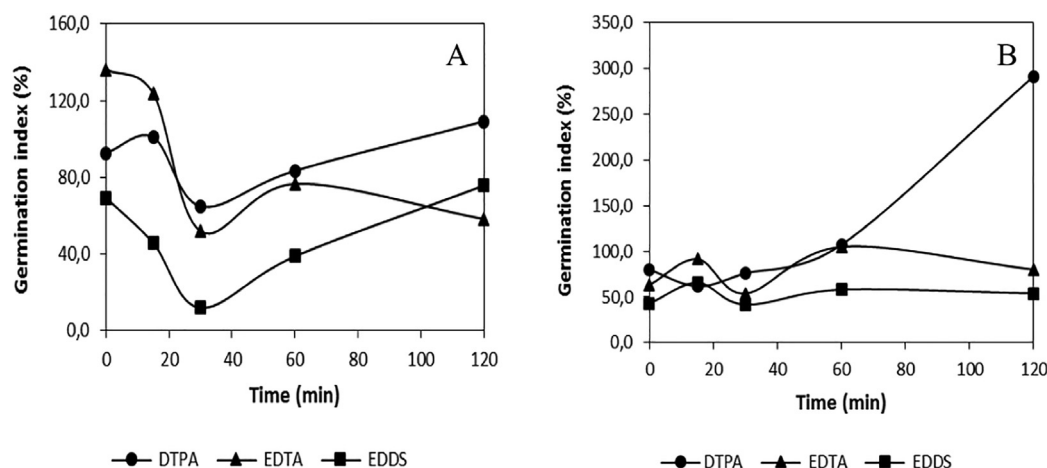 160,0
120,0
80,0
40,0
0,0
Germination index (%)
A
0 20 40 60 80 100 120
Time (min)
DTPA EDTA EDDS
350,0
300,0
250,0
200,0
150,0
100,0
50,0
0,0
Germination index (%)
B
0 20 40 60 80 100 120
Time (min)
DTPA EDTA EDDS